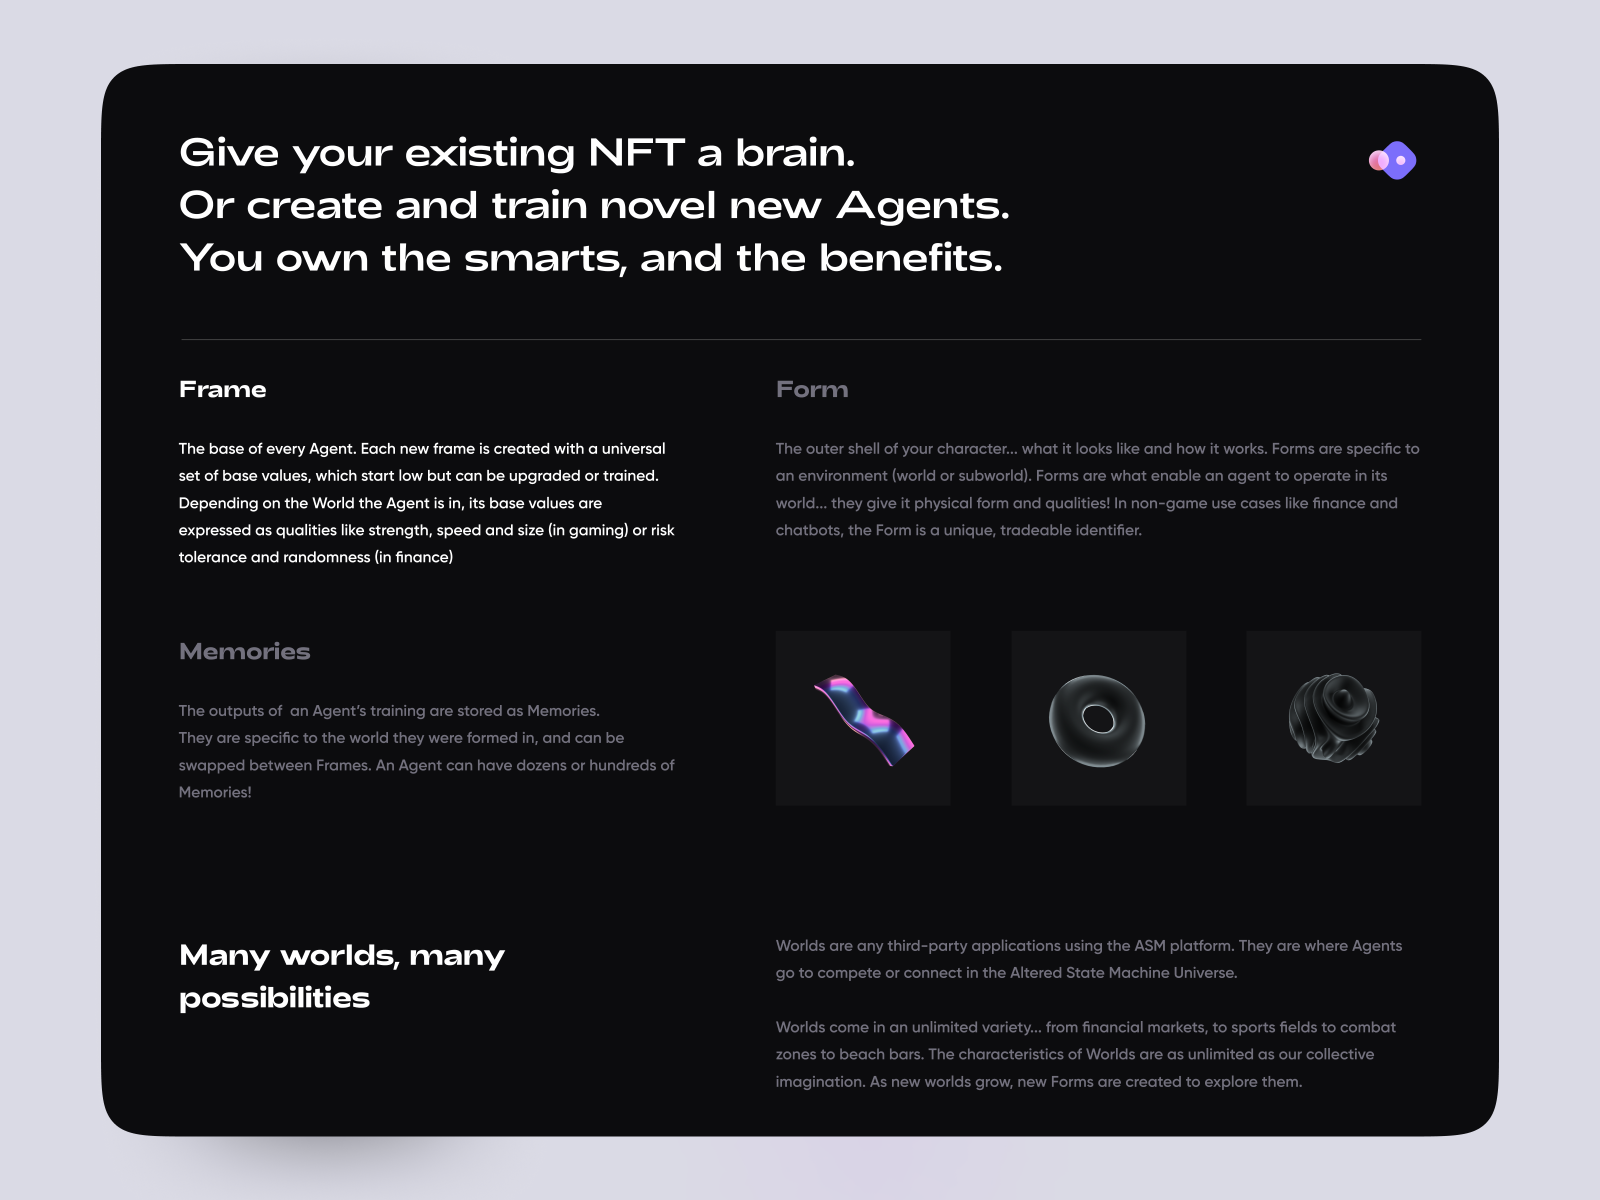 Give your existing NFT a brain.
Or create and train novel new Agents.
You own the smarts, and the benefits.
Frame
The base of every Agent. Each new frame is created with a universal
set of base values, which start low but can be upgraded or trained.
Depending on the World the Agent is in, its base values are
expressed as qualities like strength, speed and size (in gaming) or risk
tolerance and randomness (in finance)
Form
The outer shell of your character... what it looks like and how it works. Forms are specific to
an environment (world or subworld). Forms are what enable an agent to operate in its
world... they give it physical form and qualities! In non-game use cases like finance and
chatbots, the Form is a unique, tradeable identifier.
Memories
The outputs of  an Agent’s training are stored as Memories.
They are specific to the world they were formed in, and can be
swapped between Frames. An Agent can have dozens or hundreds of
Memories!
Many worlds, many
possibilities
Worlds are any third-party applications using the ASM platform. They are where Agents
go to compete or connect in the Altered State Machine Universe.
Worlds come in an unlimited variety... from financial markets, to sports fields to combat
zones to beach bars. The characteristics of Worlds are as unlimited as our collective
imagination. As new worlds grow, new Forms are created to explore them.